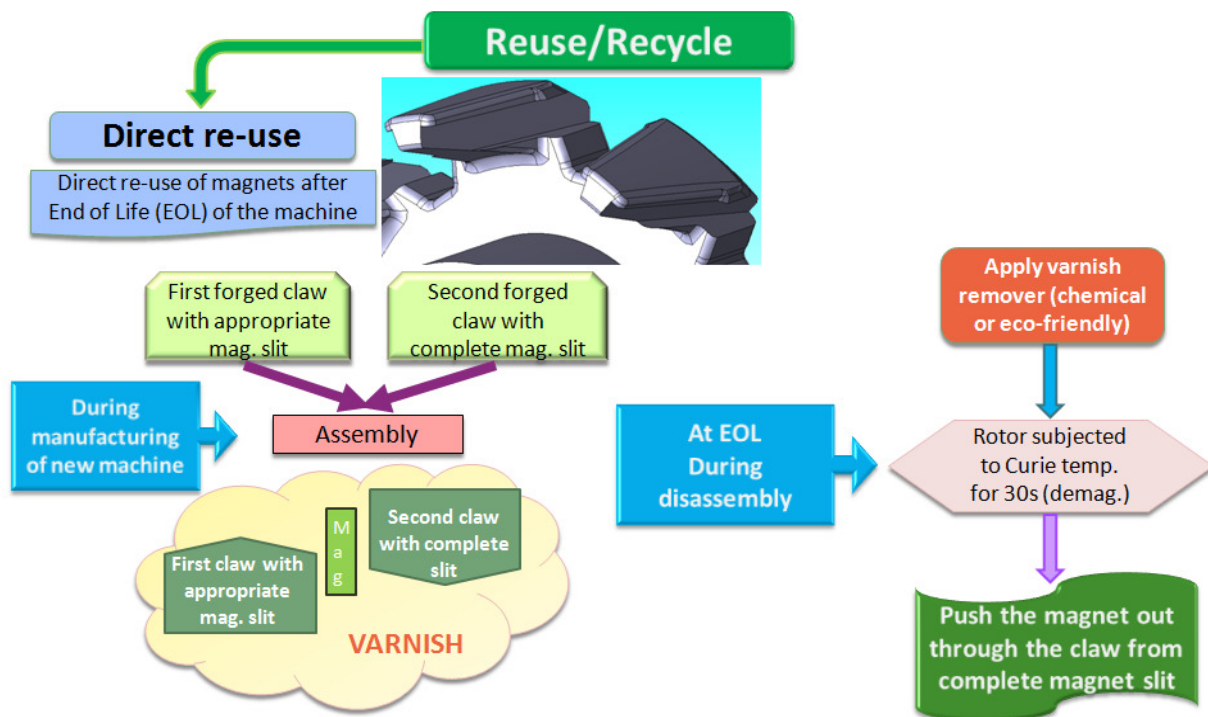 Reuse/Recycle
Direct re-use
Direct re-use of magnets after
End of Life (EOL) of the machine
First forged claw
with appropriate
mag. slit
Second forged
claw with
complete mag. slit
During
manufacturing
of new machine
Assembly
First claw with
appropriate
mag. slit
Mag
Second claw
with complete
slit
VARNISH
At EOL
During
disassembly
Apply varnish
remover (chemical
or eco-friendly)
Rotor subjected
to Curie temp.
for 30s (demag.)
Push the magnet out
through the claw from
complete magnet slit